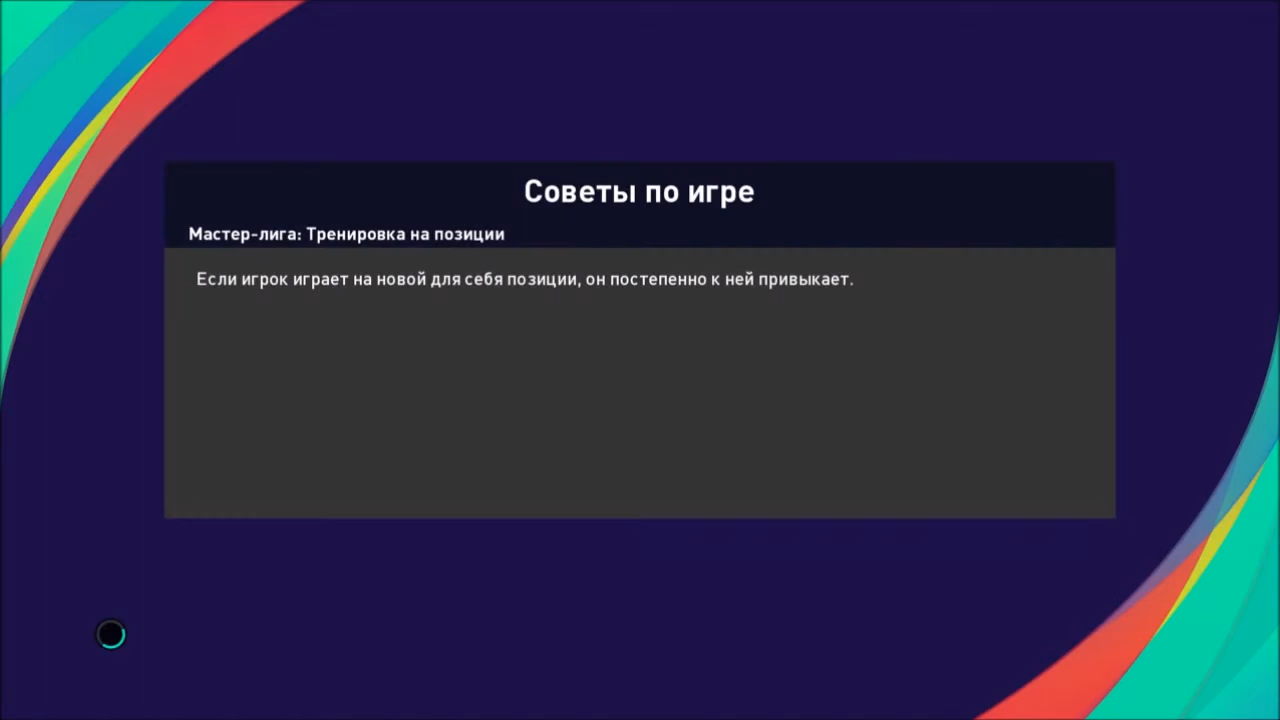 Советы по игре
Мастер-лига: Тренировка на позиции
Если игрок играет на новой для себя позиции, он постепенно к ней привыкает.